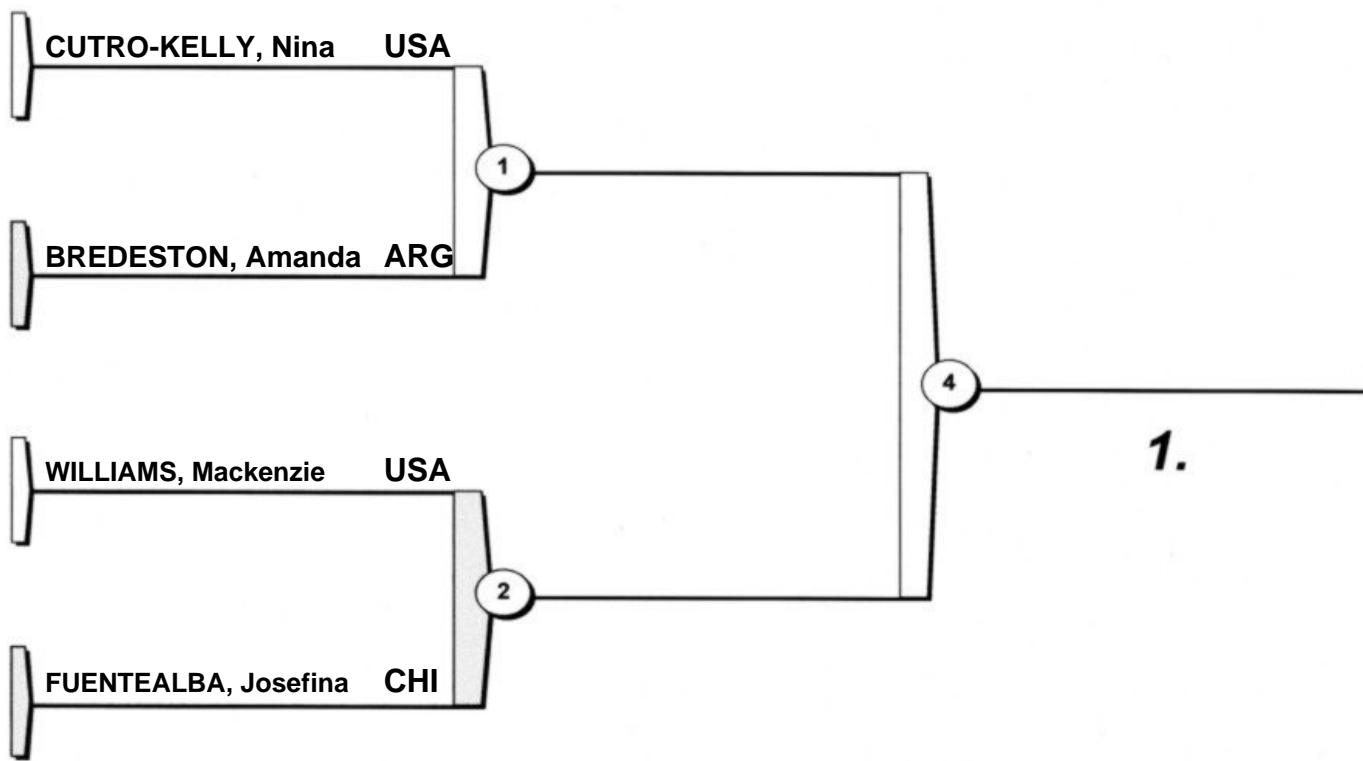 CUTRO-KELLY, Nina USA
1
BREDESTON, Amanda ARG
4
1.
WILLIAMS, Mackenzie USA
2
FUENTEALBA, Josefina CHI